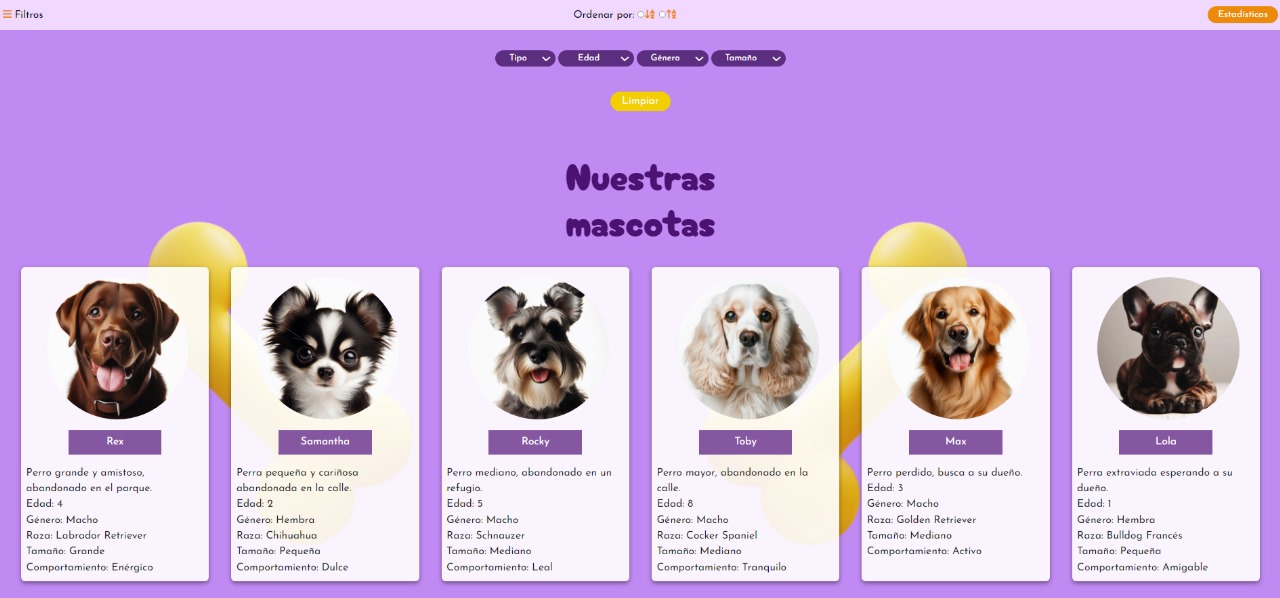 Filtros
Ordenar por:
Estadísticas
Tipo
Edad
Género
Tamaño
Limpiar
Nuestras
mascotas
Rex
Perro grande y amistoso,
abandonado en el parque.
Edad: 4
Género: Macho
Raza: Labrador Retriever
Tamaño: Grande
Comportamiento: Enérgico
Samantha
Perra pequeña y cariñosa
abandonada en la calle.
Edad: 2
Género: Hembra
Raza: Chihuahua
Tamaño: Pequeña
Comportamiento: Dulce
Rocky
Perro mediano, abandonado en un
refugio.
Edad: 5
Género: Macho
Raza: Schnauzer
Tamaño: Mediano
Comportamiento: Leal
Toby
Perro mayor, abandonado en la
calle.
Edad: 8
Género: Macho
Raza: Cocker Spaniel
Tamaño: Mediano
Comportamiento: Tranquilo
Max
Perro perdido, busca a su dueño.
Edad: 3
Género: Macho
Raza: Golden Retriever
Tamaño: Mediano
Comportamiento: Activo
Lola
Perra extraviada esperando a su
dueño.
Edad: 1
Género: Hembra
Raza: Bulldog Francés
Tamaño: Pequeña
Comportamiento: Amigable